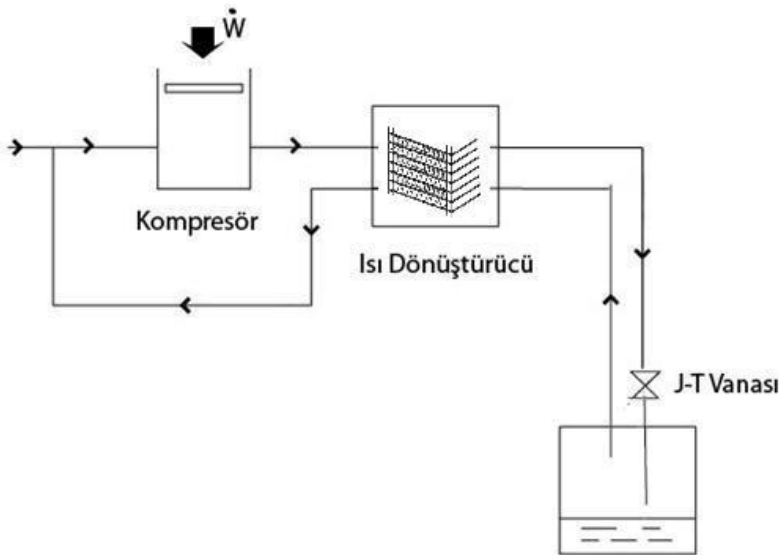 Ẇ
Kompresör
Isı Dönüştürücü
J-T Vanası